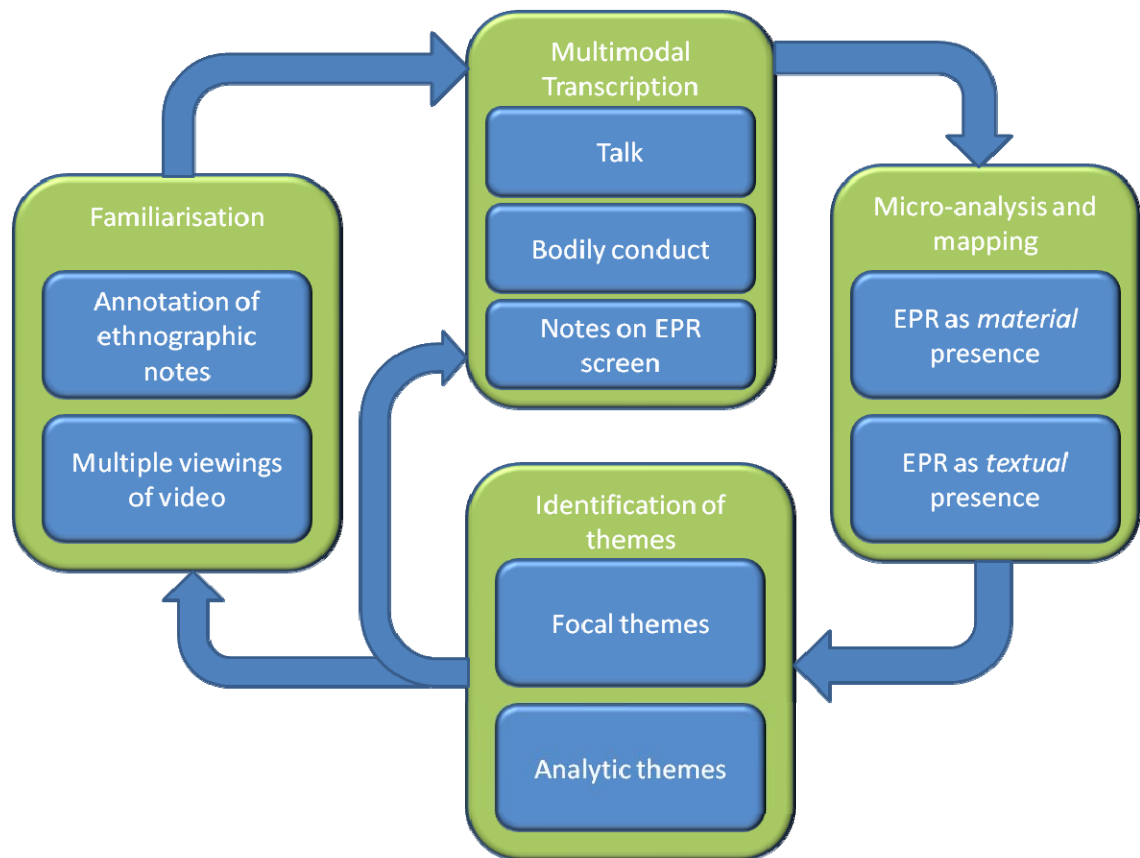 Familiarisation
Annotation of
ethnographic
notes
Multiple viewings
of video
Multimodal
Transcription
Talk
Bodily conduct
Notes on EPR
screen
Micro-analysis and
mapping
EPR as material
presence
EPR as textual
presence
Identification of
themes
Focal themes
Analytic themes